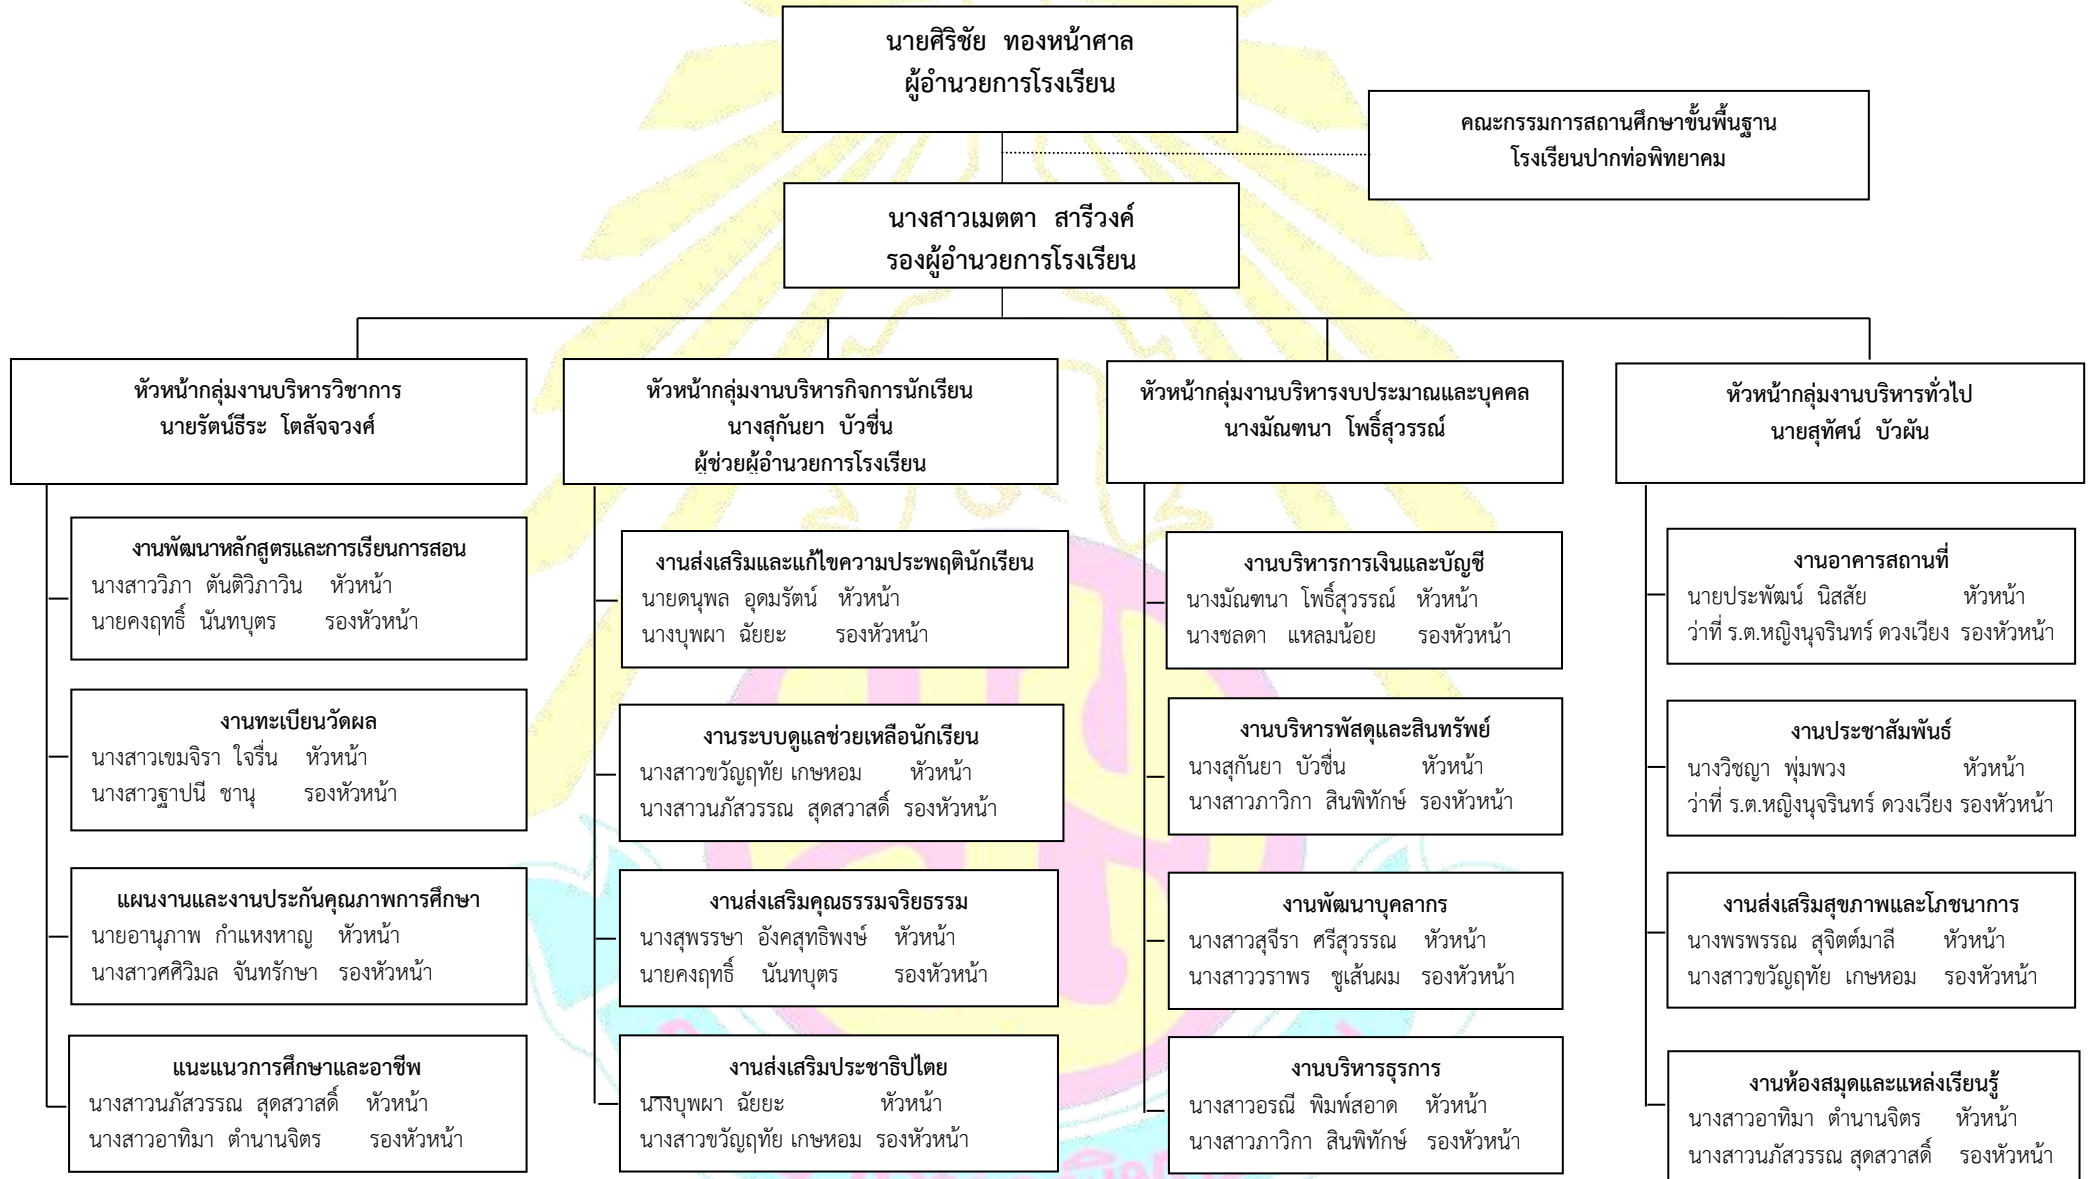 นายศิริชัย ทองหน้าศาล
ผู้อำนวยการโรงเรียน
คณะกรรมการสถานศึกษาขั้นพื้นฐาน
โรงเรียนปากท่อพิทยาคม
นางสาวเมตตา สารีวงค์
รองผู้อำนวยการโรงเรียน
หัวหน้ากลุ่มงานบริหารวิชาการ
นายรัตน์ธีระ โตสัจจวงศ์
งานพัฒนาหลักสูตรและการเรียนการสอน
นางสาววิภา ตันติวิภาวิน หัวหน้า
นายคงฤทธิ์ นันทบุตร รองหัวหน้า
งานทะเบียนวัดผล
นางสาวเขมจิรา ใจรื่น หัวหน้า
นางสาวฐาปนี ชานุ รองหัวหน้า
แผนงานและงานประกันคุณภาพการศึกษา
นายอานุภาพ กำแหงหาญ หัวหน้า
นางสาวศศิวิมล จันทรักษา รองหัวหน้า
แนะแนวการศึกษาและอาชีพ
นางสาวนภัสวรรณ สุดสวาสดิ์ หัวหน้า
นางสาวอาทิมา ตำนานจิตร รองหัวหน้า
หัวหน้ากลุ่มงานบริหารกิจการนักเรียน
นางสุกันยา บัวชื่น
ผู้ช่วยผู้อำนวยการโรงเรียน
งานส่งเสริมและแก้ไขความประพฤตินักเรียน
นายดนุพล อุดมรัตน์ หัวหน้า
นางบุพผา ฉัยยะ รองหัวหน้า
งานระบบดูแลช่วยเหลือนักเรียน
นางสาวขวัญฤทัย เกษหอม หัวหน้า
นางสาวนภัสวรรณ สุดสวาสดิ์ รองหัวหน้า
งานส่งเสริมคุณธรรมจริยธรรม
นางสุพรรษา อังคสุทธิพงษ์ หัวหน้า
นายคงฤทธิ์ นันทบุตร รองหัวหน้า
งานส่งเสริมประชาธิปไตย
นางบุพผา ฉัยยะ หัวหน้า
นางสาวขวัญฤทัย เกษหอม รองหัวหน้า
หัวหน้ากลุ่มงานบริหารงบประมาณและบุคคล
นางมัณฑนา โพธิ์สุวรรณ์
งานบริหารการเงินและบัญชี
นางมัณฑนา โพธิ์สุวรรณ์ หัวหน้า
นางชลดา แหลมน้อย รองหัวหน้า
งานบริหารพัสดุและสินทรัพย์
นางสุกันยา บัวชื่น หัวหน้า
นางสาวภาวิกา สินพิทักษ์ รองหัวหน้า
งานพัฒนาบุคลากร
นางสาวสุจีรา ศรีสุวรรณ หัวหน้า
นางสาววราพร ชูเส้นผม รองหัวหน้า
งานบริหารธุรการ
นางสาวอรณี พิมพ์สอาด หัวหน้า
นางสาวภาวิกา สินพิทักษ์ รองหัวหน้า
หัวหน้ากลุ่มงานบริหารทั่วไป
นายสุทัศน์ บัวผัน
งานอาคารสถานที่
นายประพัฒน์ นิสสัย หัวหน้า
ว่าที่ ร.ต.หญิงนุจรินทร์ ดวงเวียง รองหัวหน้า
งานประชาสัมพันธ์
นางวิชญา พุ่มพวง หัวหน้า
ว่าที่ ร.ต.หญิงนุจรินทร์ ดวงเวียง รองหัวหน้า
งานส่งเสริมสุขภาพและโภชนาการ
นางพรพรรณ สุจิตต์มาลี หัวหน้า
นางสาวขวัญฤทัย เกษหอม รองหัวหน้า
งานห้องสมุดและแหล่งเรียนรู้
นางสาวอาทิมา ตำนานจิตร หัวหน้า
นางสาวนภัสวรรณ สุดสวาสดิ์ รองหัวหน้า